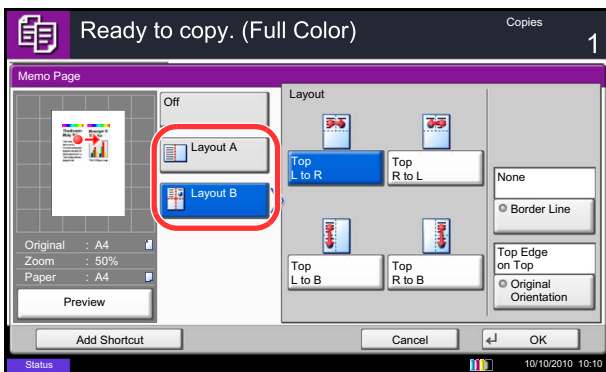 Ready to copy. (Full Color)
Copies
1
Memo Page
Off
Layout A
Layout B
Layout
Top
L to R
Top
R to L
Top
L to B
Top
R to B
None
Border Line
Top Edge
on Top
Original
Orientation
Original : A4
Zoom : 50%
Paper : A4
Preview
Add Shortcut
Cancel
OK
Status
10/10/2010 10:10